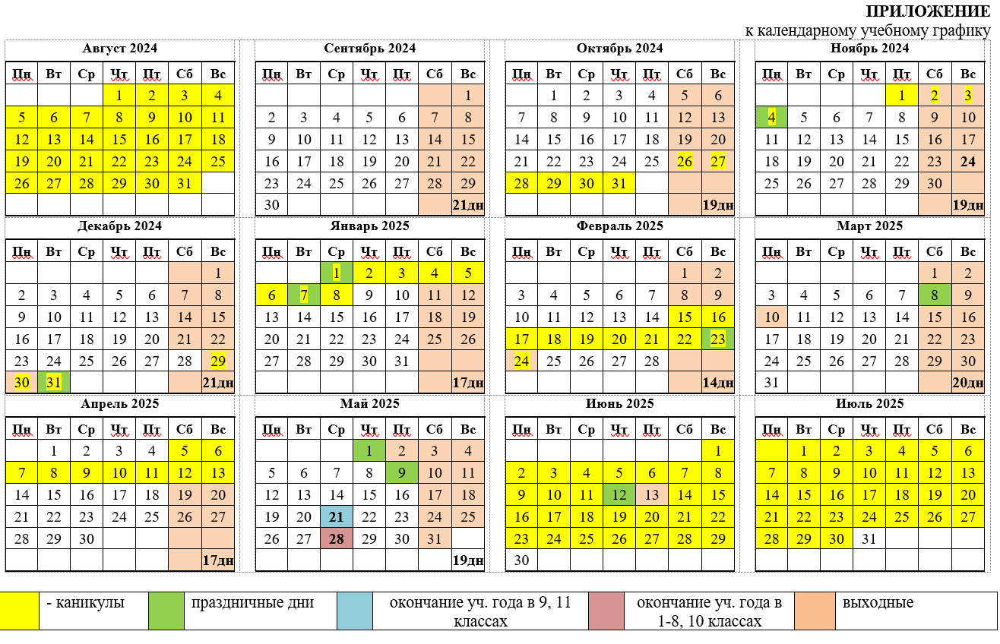 ПРИЛОЖЕНИЕ
к календарному учебному графику
Август 2024
Пн Вт Ср Чт Пт Сб Вс
1 2 3 4
5 6 7 8 9 10 11
12 13 14 15 16 17 18
19 20 21 22 23 24 25
26 27 28 29 30 31
Сентябрь 2024
Пн Вт Ср Чт Пт Сб Вс
1
2 3 4 5 6 7 8
9 10 11 12 13 14 15
16 17 18 19 20 21 22
23 24 25 26 27 28 29
30 21дн
Октябрь 2024
Пн Вт Ср Чт Пт Сб Вс
1 2 3 4 5 6
7 8 9 10 11 12 13
14 15 16 17 18 19 20
21 22 23 24 25 26 27
28 29 30 31
19дн
Ноябрь 2024
Пн Вт Ср Чт Пт Сб Вс
1 2 3
4 5 6 7 8 9 10
11 12 13 14 15 16 17
18 19 20 21 22 23 24
25 26 27 28 29 30
19дн
Декабрь 2024
Пн Вт Ср Чт Пт Сб Вс
1
2 3 4 5 6 7 8
9 10 11 12 13 14 15
16 17 18 19 20 21 22
23 24 25 26 27 28 29
30 31 21дн
Январь 2025
Пн Вт Ср Чт Пт Сб Вс
1 2 3 4 5
6 7 8 9 10 11 12
13 14 15 16 17 18 19
20 21 22 23 24 25 26
27 28 29 30 31
17дн
Февраль 2025
Пн Вт Ср Чт Пт Сб Вс
1 2
3 4 5 6 7 8 9
10 11 12 13 14 15 16
17 18 19 20 21 22 23
24 25 26 27 28
14дн
Март 2025
Пн Вт Ср Чт Пт Сб Вс
1 2
3 4 5 6 7 8 9
10 11 12 13 14 15 16
17 18 19 20 21 22 23
24 25 26 27 28 29 30
31 20дн
Апрель 2025
Пн Вт Ср Чт Пт Сб Вс
1 2 3 4 5 6
7 8 9 10 11 12 13
14 15 16 17 18 19 20
21 22 23 24 25 26 27
28 29 30
17дн
Май 2025
Пн Вт Ср Чт Пт Сб Вс
1 2 3 4
5 6 7 8 9 10 11
12 13 14 15 16 17 18
19 20 21 22 23 24 25
26 27 28 29 30 31
19дн
Июнь 2025
Пн Вт Ср Чт Пт Сб Вс
1
2 3 4 5 6 7 8
9 10 11 12 13 14 15
16 17 18 19 20 21 22
23 24 25 26 27 28 29
30
Июль 2025
Пн Вт Ср Чт Пт Сб Вс
1 2 3 4 5 6
7 8 9 10 11 12 13
14 15 16 17 18 19 20
21 22 23 24 25 26 27
28 29 30 31
- каникулы
праздничные дни
окончание уч. года в 9, 11
классах
окончание уч. года в
1-8, 10 классах
выходные